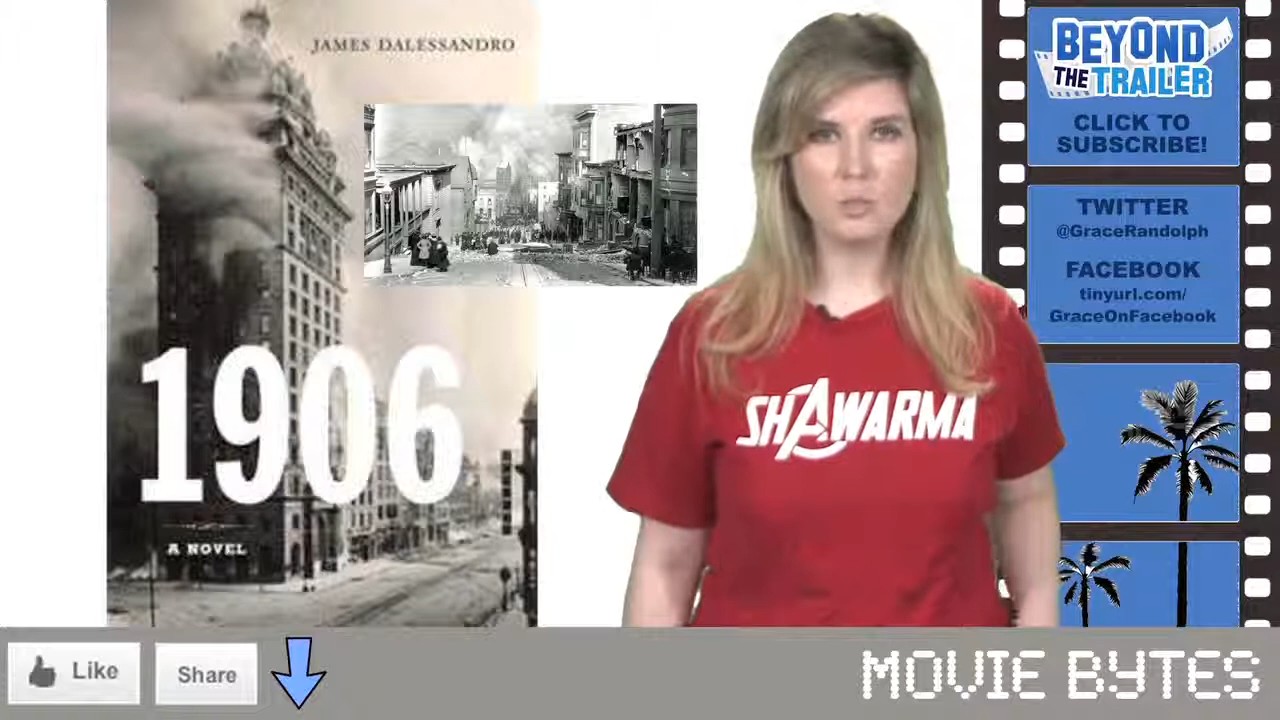 JAMES DALESSANDRO
1906
A NOVEL
SHAWARMA
BEYOND
THE TRAILER
CLICK TO
SUBSCRIBE!
TWITTER
@GraceRandolph
FACEBOOK
tinyurl.com/
GraceOnFacebook
Like
Share
MOVIE BYTES